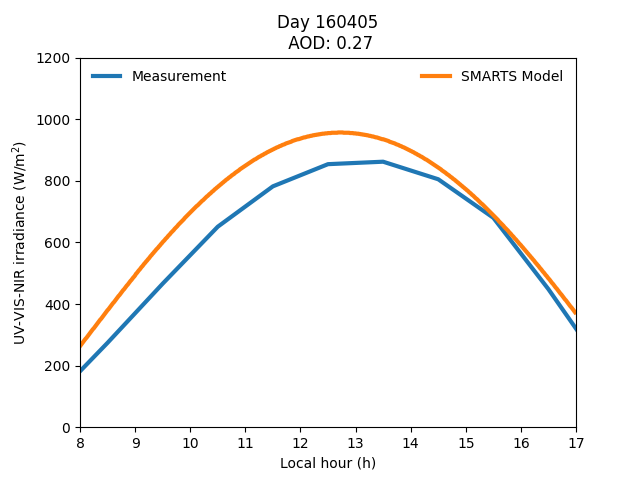 Day 160405
AOD: 0.27
Measurement
SMARTS Model
1200
1000
800
600
400
200
0
UV-VIS-NIR irradiance (W/m²)
8 9 10 11 12 13 14 15 16 17
Local hour (h)